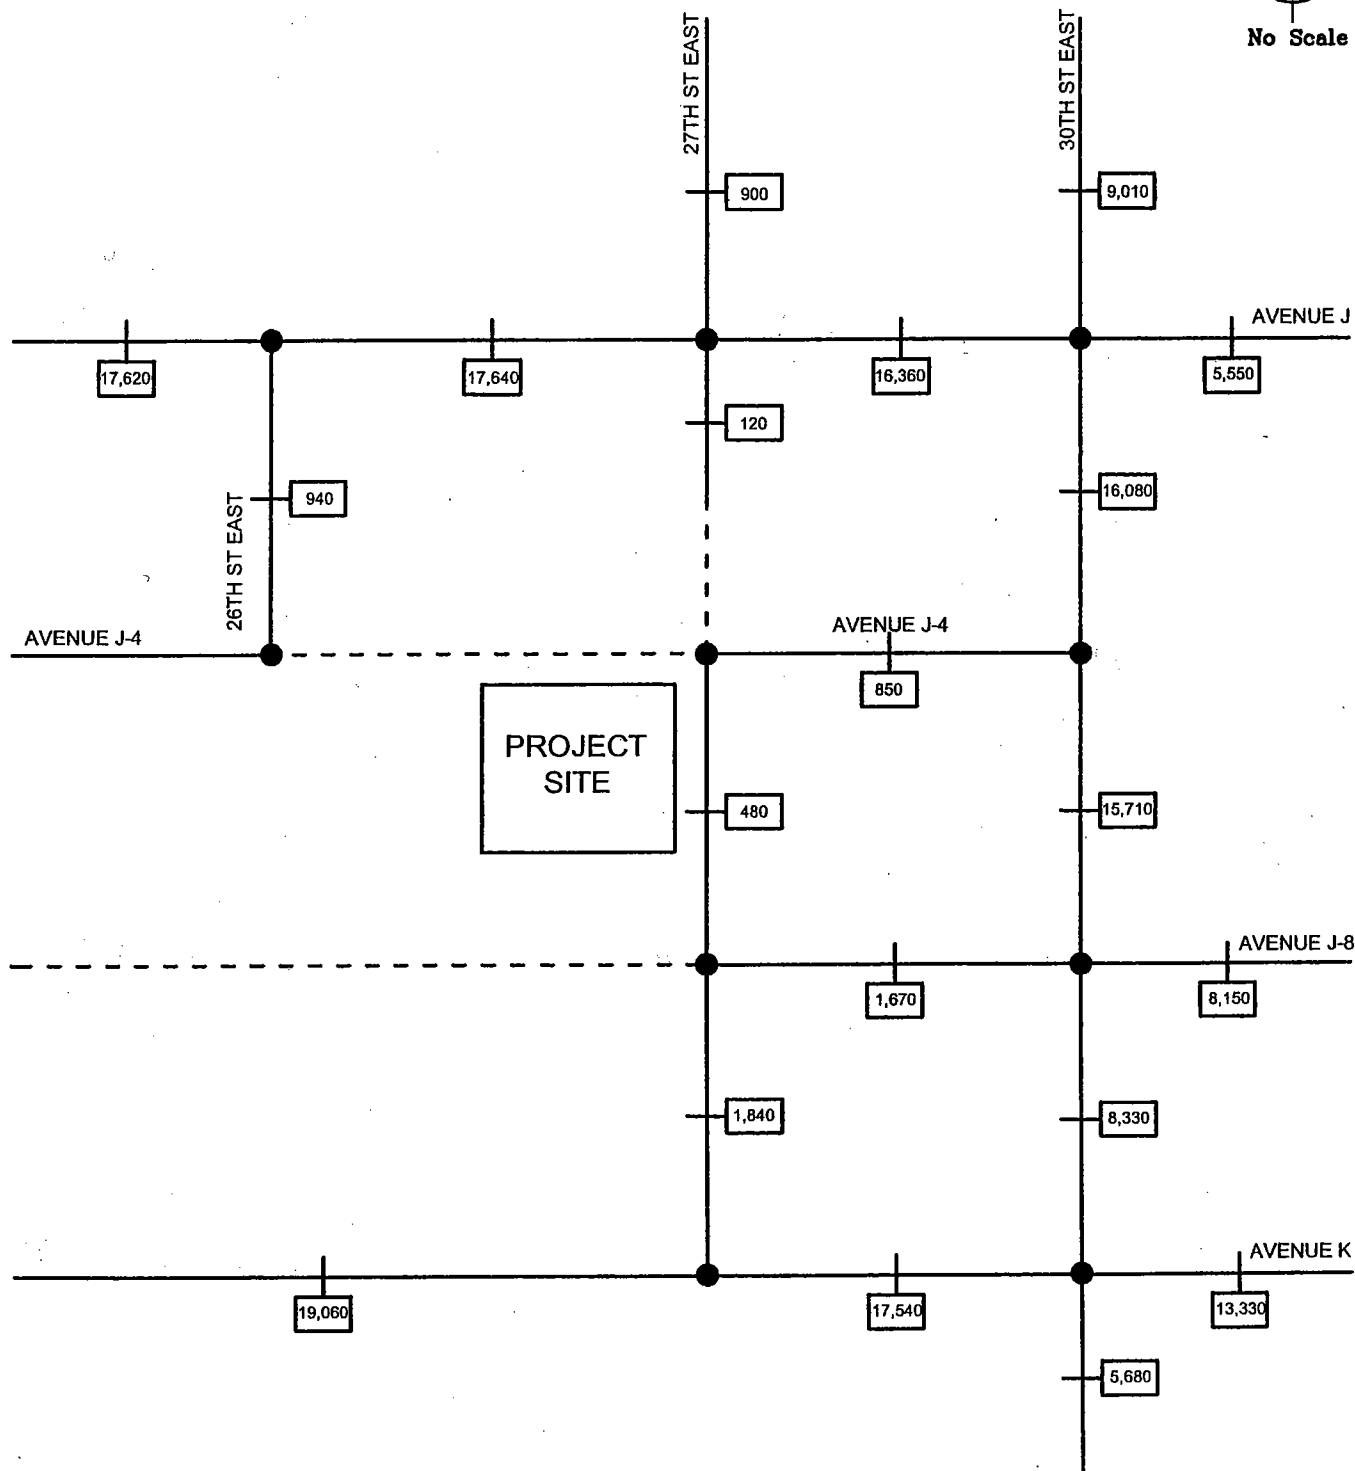 No Scale
27TH ST EAST
30TH ST EAST
900
9,010
AVENUE J
17,620
17,640
16,360
5,550
120
940
16,080
26TH ST EAST
AVENUE J-4
AVENUE J-4
850
PROJECT
SITE
480
15,710
AVENUE J-8
1,670
8,150
1,840
8,330
AVENUE K
19,060
17,540
13,330
5,680